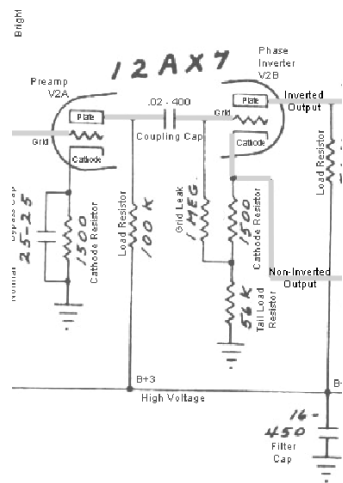 Bright
12AX7
Preamp
V2A
Phase
Inverter
V2B
.02 - 400
Plate
Grid
Cathode
Coupling Cap
Plate
Grid
Cathode
Inverted
Output
25-25
1500
Cathode Resistor
Load Resistor
100K
Grid Leak
1 MEG
1500
Cathode Resistor
Load Resistor
Non-Inverted
Output
56K
Tail Load
Resistor
B+3
High Voltage
16-
450
Filter
Cap